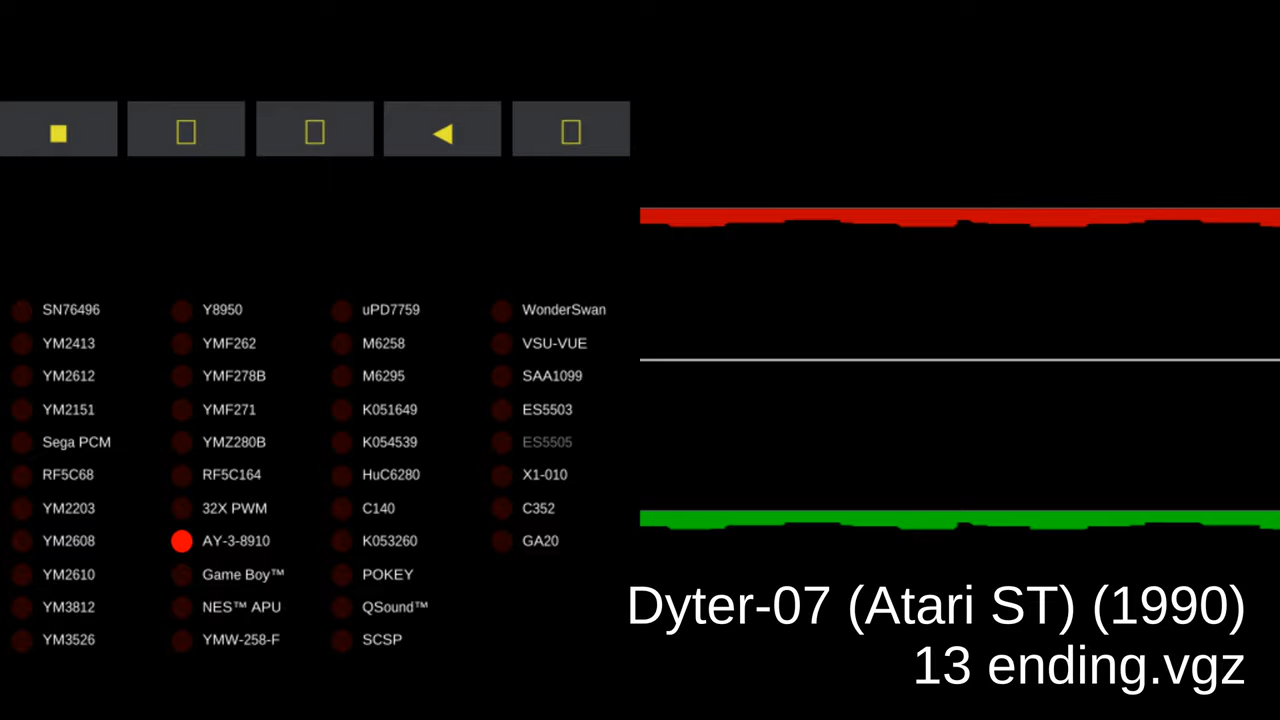 SN76496
Y8950
uPD7759
WonderSwan
YM2413
YMF262
M6258
VSU-VUE
YM2612
YMF278B
M6295
SAA1099
YM2151
YMF271
K051649
ES5503
Sega PCM
YMZ280B
K054539
ES5505
RF5C68
RF5C164
HuC6280
X1-010
YM2203
32X PWM
C140
C352
YM2608
AY-3-8910
K053260
GA20
YM2610
Game Boy™
POKEY
YM3812
NES™ APU
QSound™
YM3526
YMW-258-F
SCSP
Dyter-07 (Atari ST) (1990)
13 ending.vgz